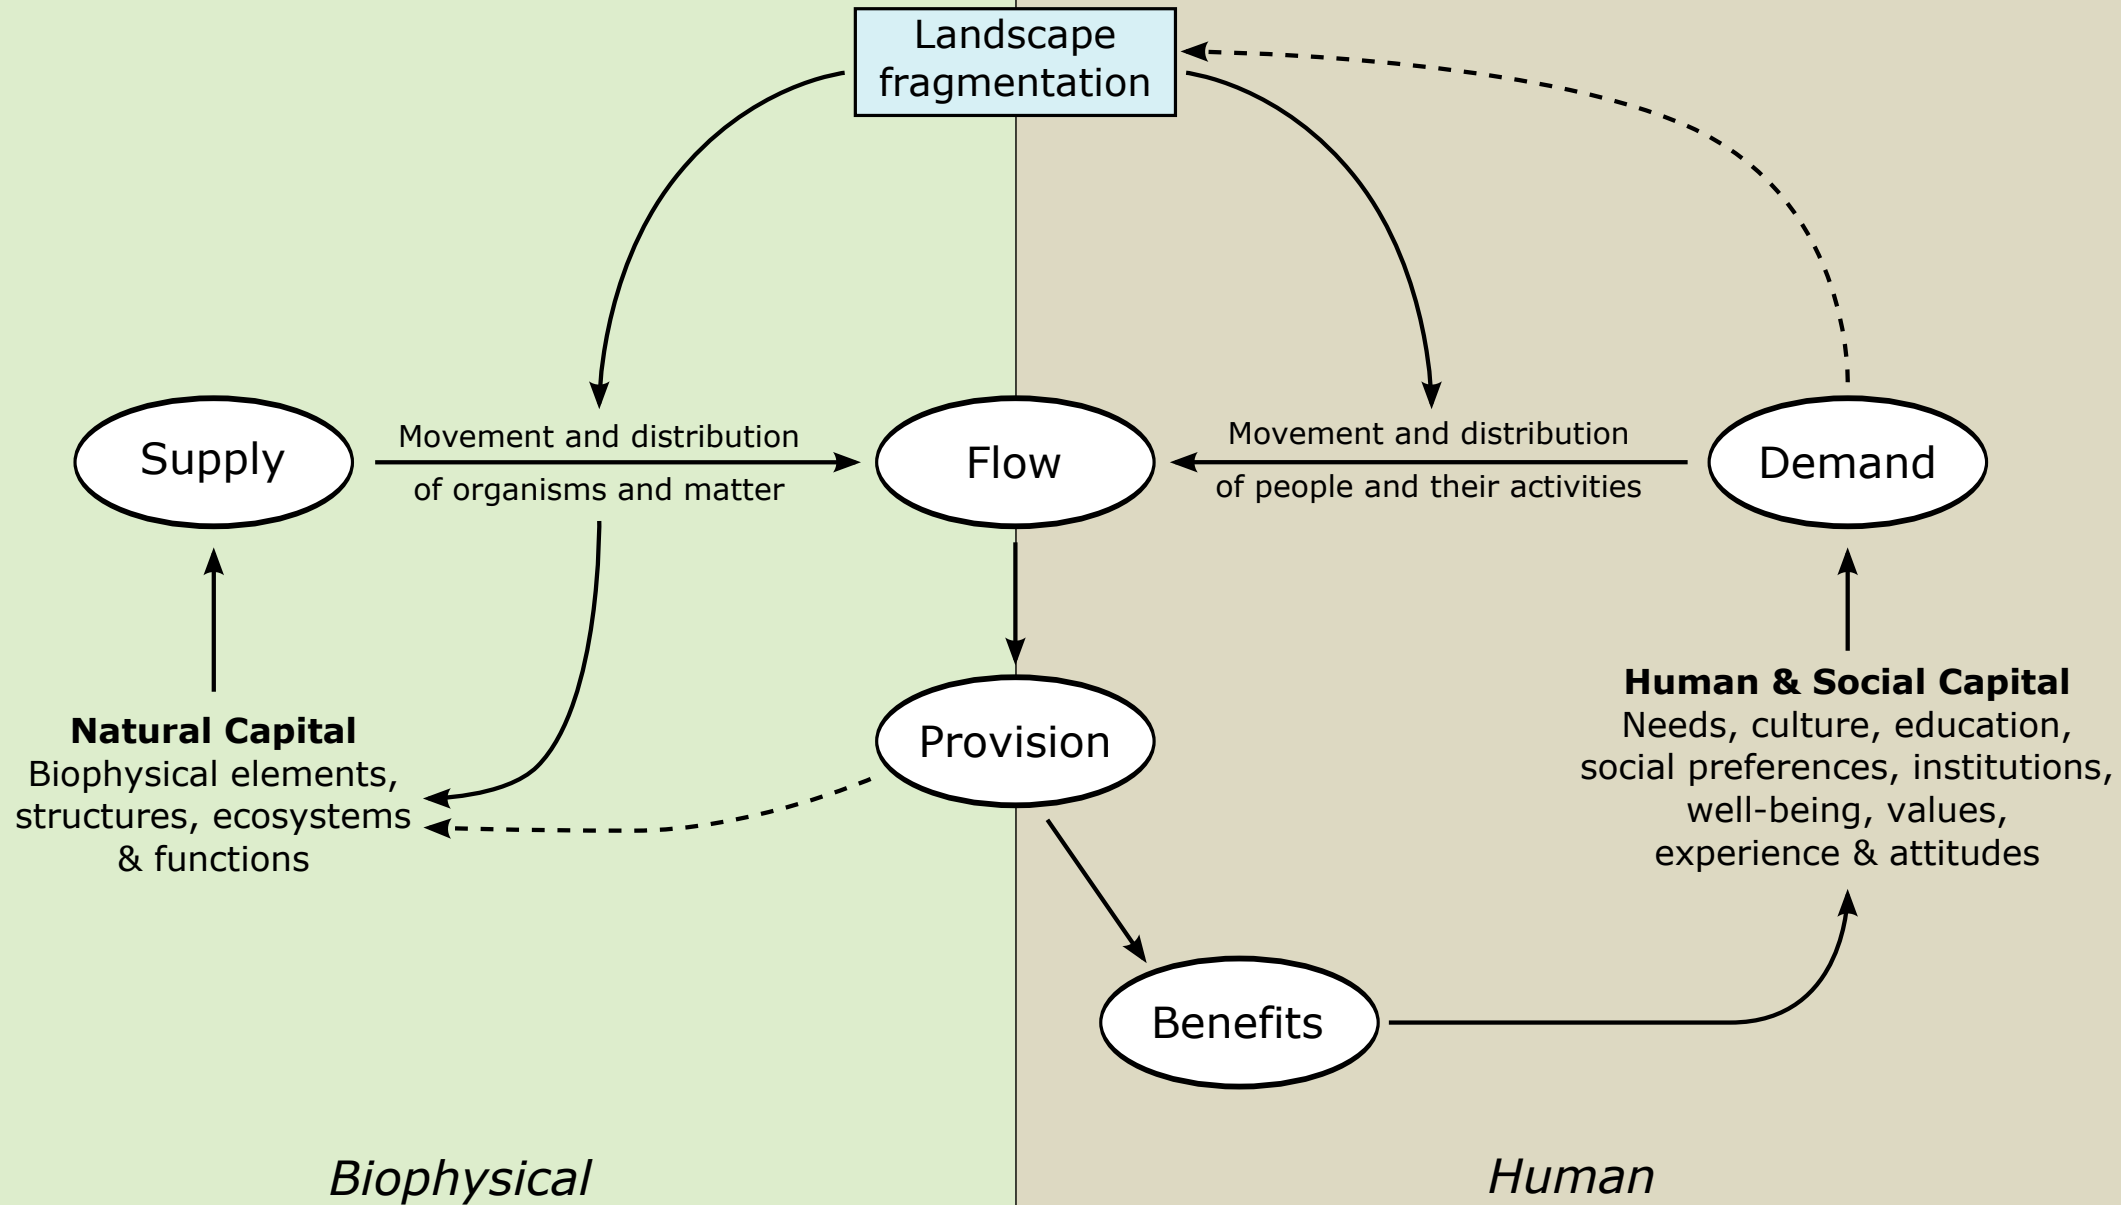 Landscape
fragmentation
Supply
Movement and distribution
of organisms and matter
Flow
Movement and distribution
of people and their activities
Demand
Natural Capital
Biophysical elements,
structures, ecosystems
& functions
Provision
Human & Social Capital
Needs, culture, education,
social preferences, institutions,
well-being, values,
experience & attitudes
Benefits
Biophysical
Human